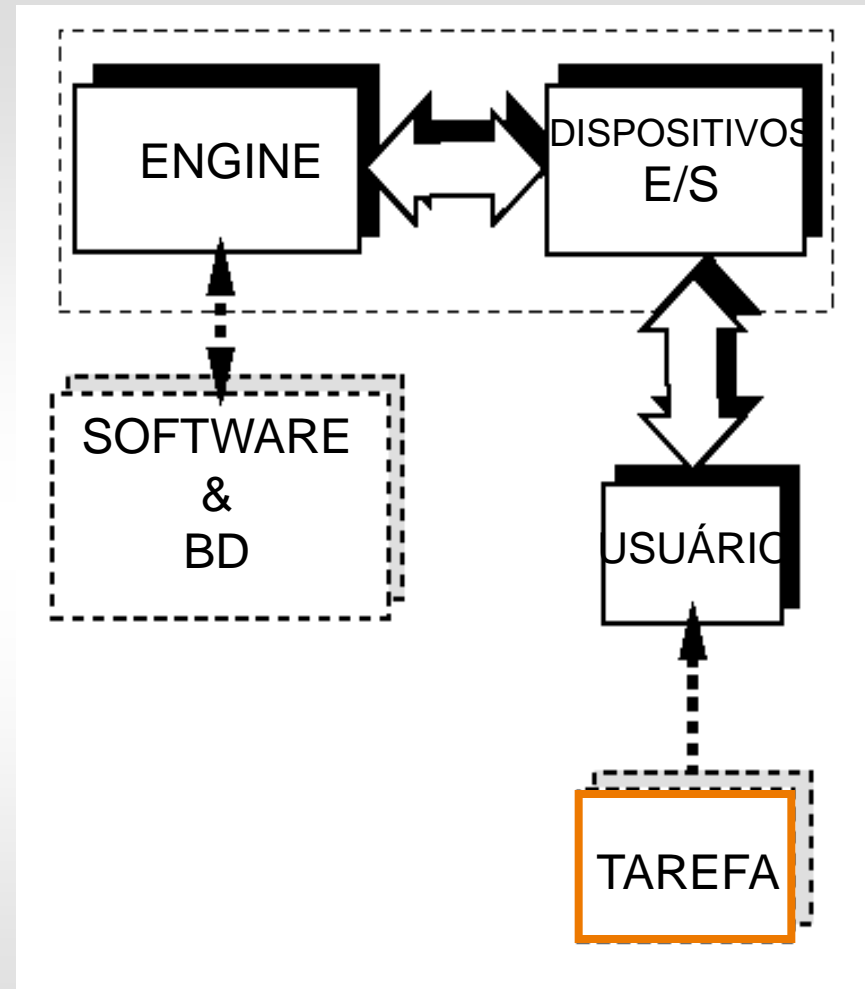 ENGINE
DISPOSITIVOS
E/S
SOFTWARE
&
BD
USUÁRIO
TAREFA